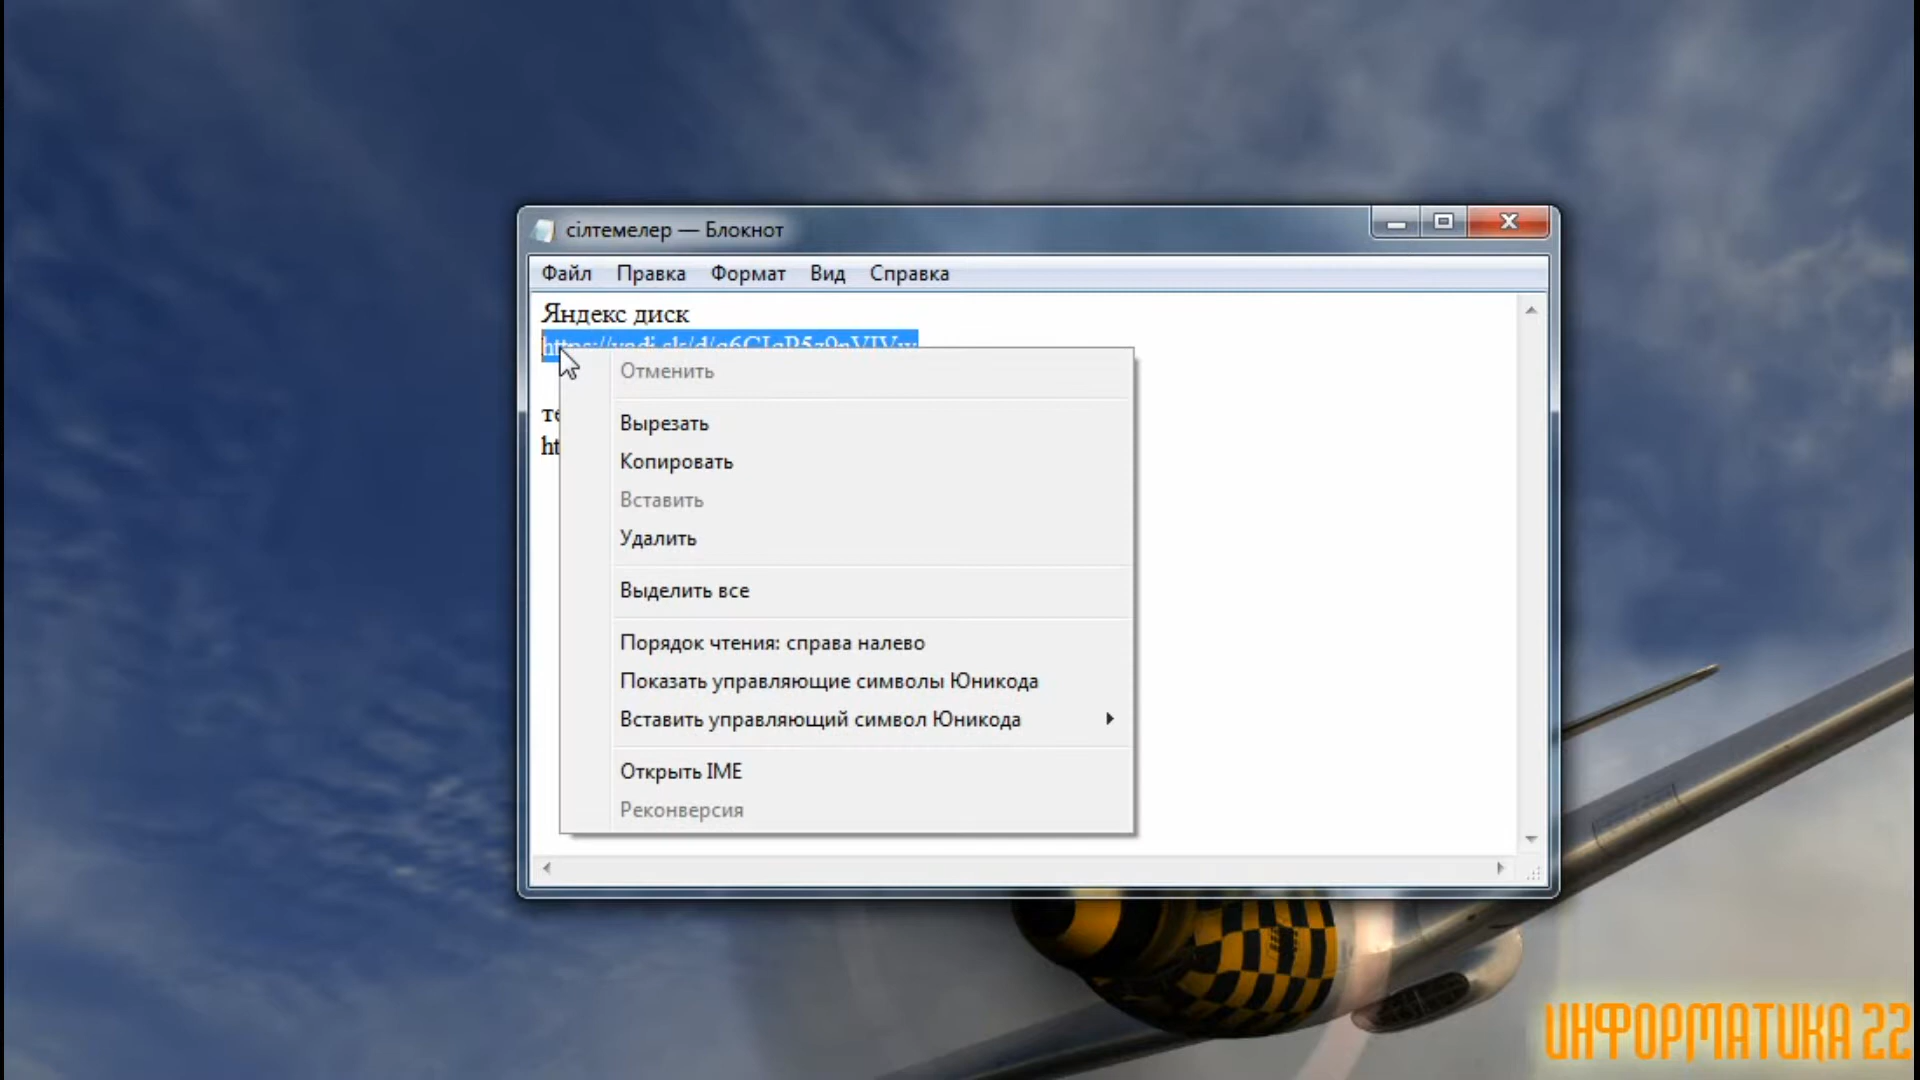 сілтемелер — Блокнот
Файл Правка Формат Вид Справка
Яндекс диск
Отменить
Вырезать
Копировать
Вставить
Удалить
Выделить все
Порядок чтения: справа налево
Показать управляющие символы Юникода
Вставить управляющий символ Юникода
Открыть IME
Реконверсия
ИНФОРМАТИКА 22